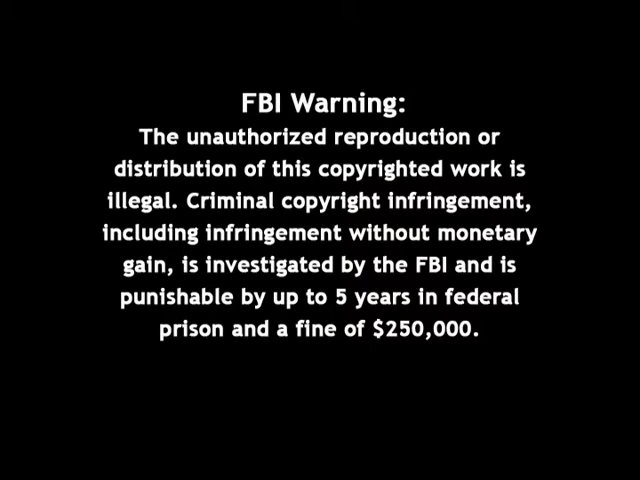 FBI Warning:
The unauthorized reproduction or
distribution of this copyrighted work is
illegal. Criminal copyright infringement,
including infringement without monetary
gain, is investigated by the FBI and is
punishable by up to 5 years in federal
prison and a fine of $250,000.